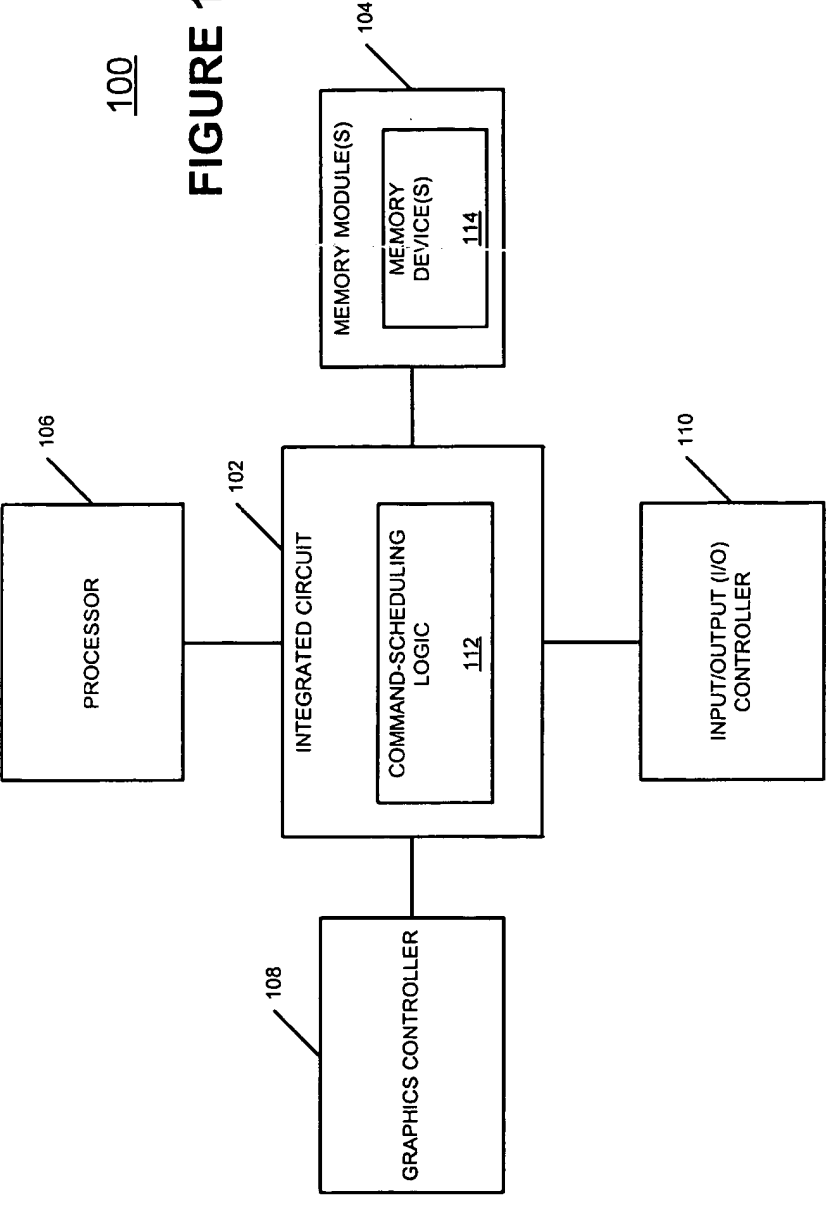 100
FIGURE 1
106
PROCESSOR
108
GRAPHICS CONTROLLER
102
INTEGRATED CIRCUIT
COMMAND-SCHEDULING
LOGIC
112
104
MEMORY MODULE(S)
MEMORY
DEVICE(S)
114
110
INPUT/OUTPUT (I/O)
CONTROLLER